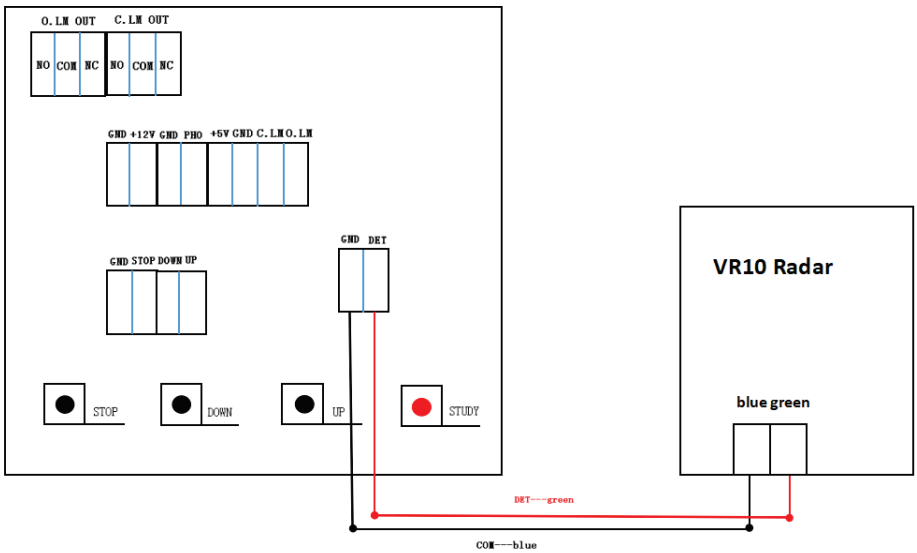 O.LM OUT C.LM OUT
NO COM NC NO COM NC
GND +12V GND PHO +5V GND C.LM O.LM
GND DET
GND STOP DOWN UP
VR10 Radar
blue green
STOP DOWN UP STUDY
DET---green
COM---blue